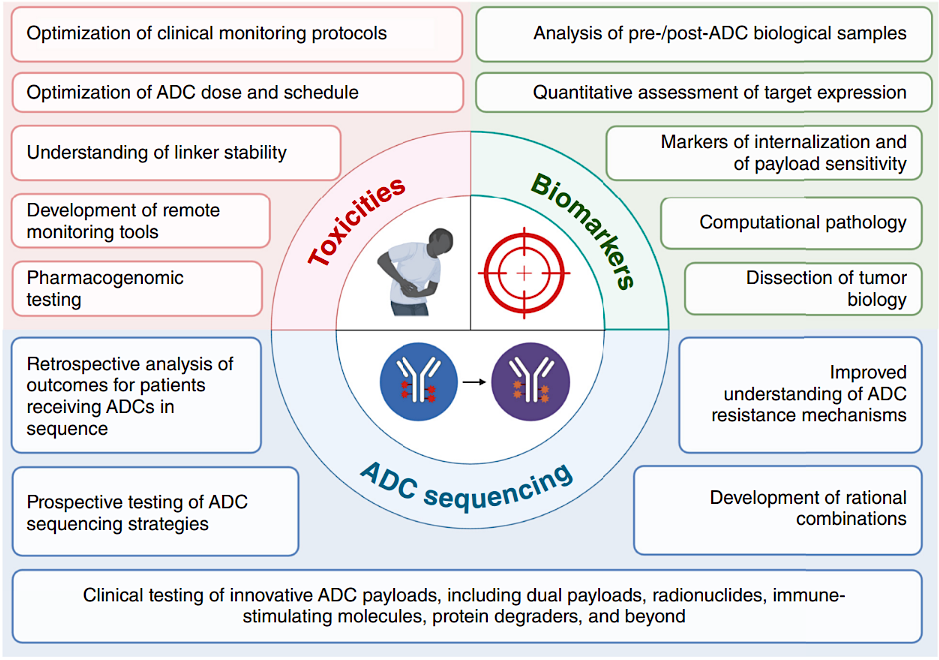 Optimization of clinical monitoring protocols
Optimization of ADC dose and schedule
Understanding of linker stability
Development of remote
monitoring tools
Pharmacogenomic
testing
Toxicities
Analysis of pre-/post-ADC biological samples
Quantitative assessment of target expression
Markers of internalization and
of payload sensitivity
Computational pathology
Dissection of tumor
biology
Biomarkers
Retrospective analysis of
outcomes for patients
receiving ADCs in
sequence
Prospective testing of ADC
sequencing strategies
ADC sequencing
Improved
understanding of ADC
resistance mechanisms
Development of rational
combinations
Clinical testing of innovative ADC payloads, including dual payloads, radionuclides, immune-
stimulating molecules, protein degraders, and beyond